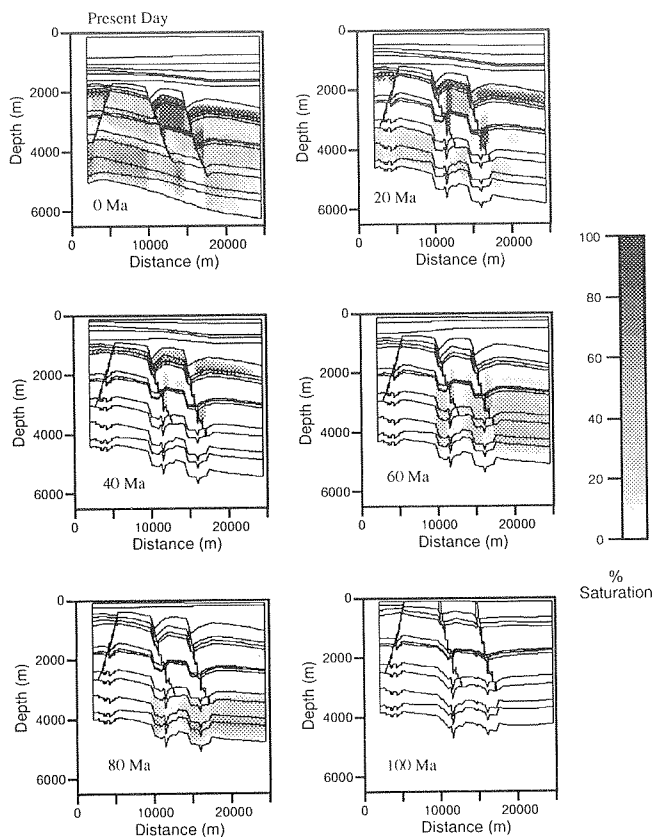 Present Day
0
2000
4000
6000
Depth (m)
0 Ma
0
10000
20000
Distance (m)
0
2000
4000
6000
Depth (m)
20 Ma
0
10000
20000
Distance (m)
0
2000
4000
6000
Depth (m)
40 Ma
0
10000
20000
Distance (m)
0
2000
4000
6000
Depth (m)
60 Ma
0
10000
20000
Distance (m)
100
80
60
40
20
0
%
Saturation
0
2000
4000
6000
Depth (m)
80 Ma
0
10000
20000
Distance (m)
0
2000
4000
6000
Depth (m)
100 Ma
0
10000
20000
Distance (m)